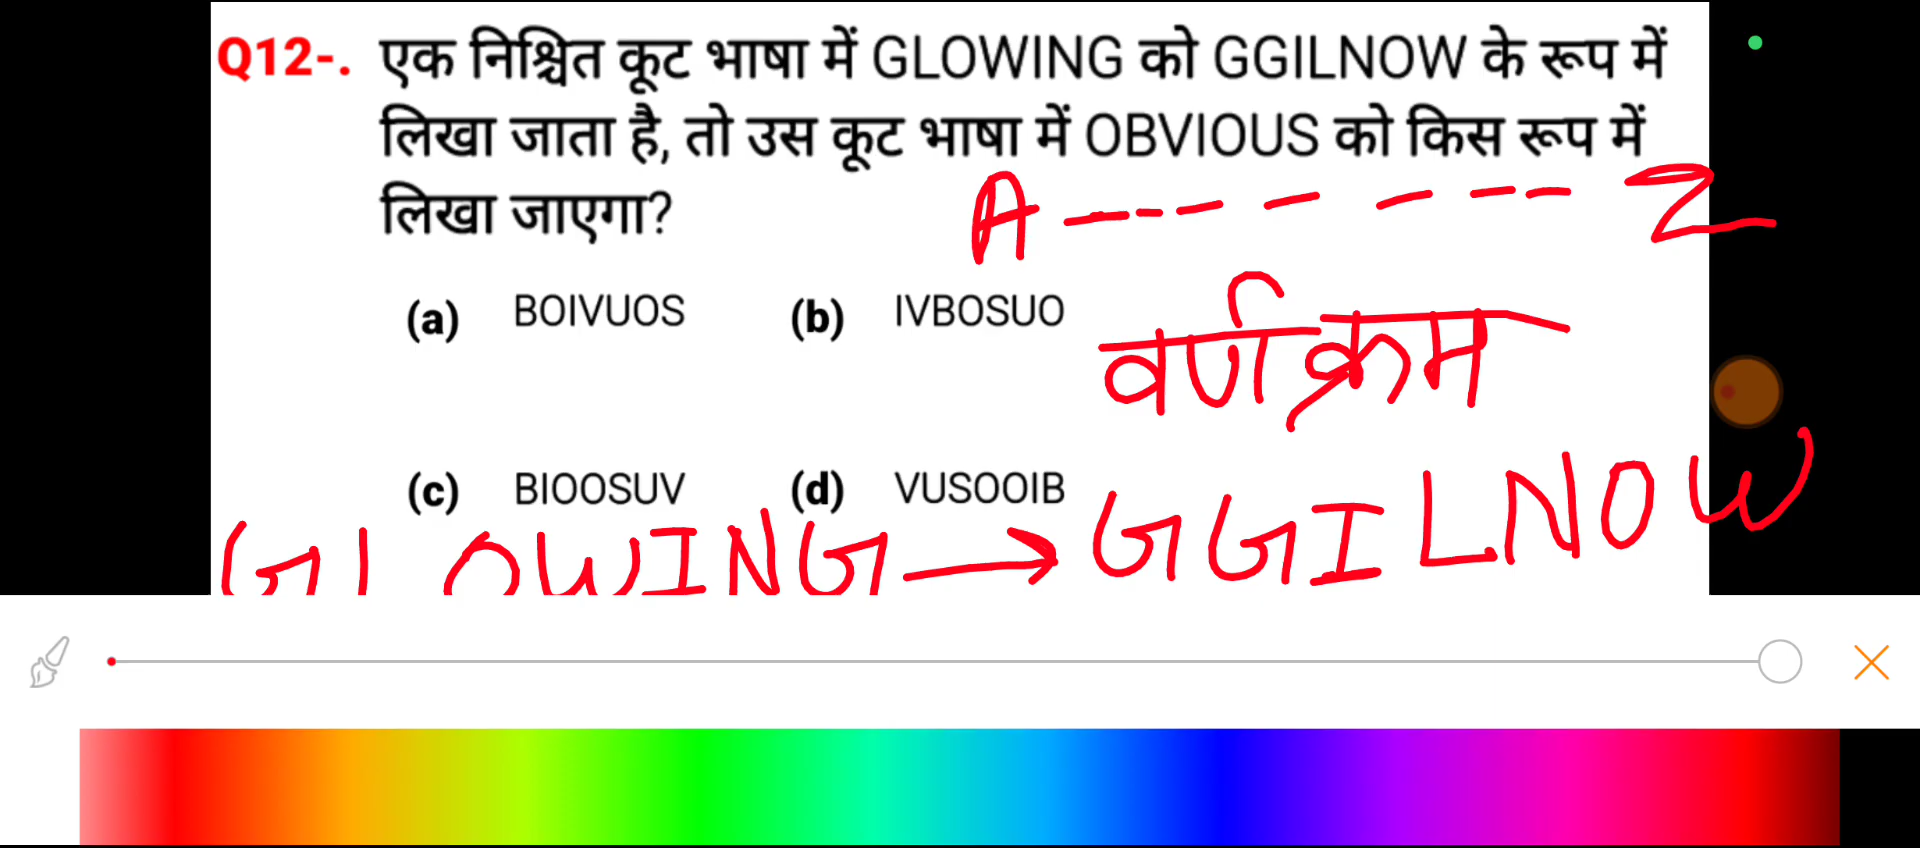 Q12-. एक निश्चित कूट भाषा में GLOWING को GGILNOW के रूप में
लिखा जाता है, तो उस कूट भाषा में OBVIOUS को किस रूप में
लिखा जाएगा?
A ------- Z
(a) BOIVUOS (b) IVBOSUO
वर्णक्रम
(c) BIOOSUV (d) VUSOOIB
GLOWING → GGILNOW